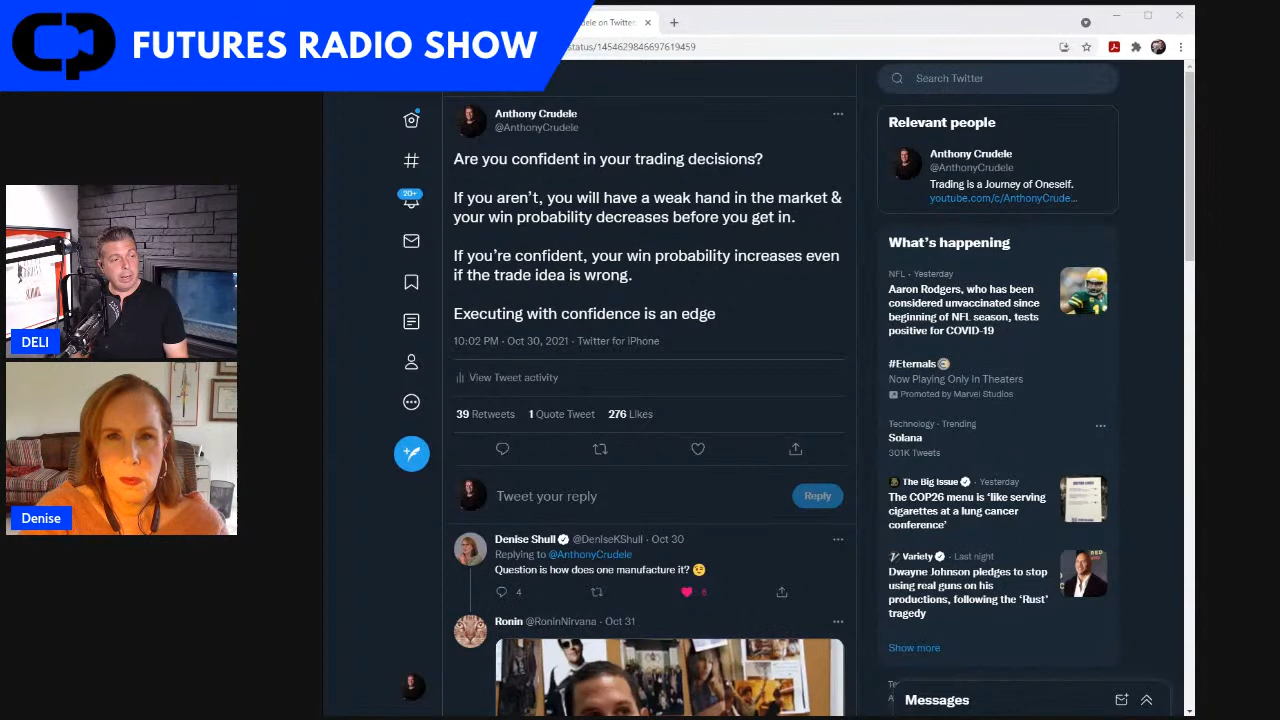 FUTURES RADIO SHOW
ele on Twitter
status/1454629846697619459
Search Twitter
Anthony Crudele
@AnthonyCrudele
Are you confident in your trading decisions?
If you aren’t, you will have a weak hand in the market &
your win probability decreases before you get in.
If you’re confident, your win probability increases even
if the trade idea is wrong.
Executing with confidence is an edge
10:02 PM · Oct 30, 2021 · Twitter for iPhone
View Tweet activity
39 Retweets 1 Quote Tweet 276 Likes
Tweet your reply
Reply
Denise Shull @DeniseKShull · Oct 30
Replying to @AnthonyCrudele
Question is how does one manufacture it? 😉
4 6
Ronin @RoninNirvana · Oct 31
20+
Relevant people
Anthony Crudele
@AnthonyCrudele
Trading is a Journey of Oneself.
youtube.com/c/AnthonyCrude...
What’s happening
NFL · Yesterday
Aaron Rodgers, who has been
considered unvaccinated since
beginning of NFL season, tests
positive for COVID-19
#Eternals
Now Playing Only In Theaters
Promoted by Marvel Studios
Technology · Trending
Solana
301K Tweets
The Big Issue · Yesterday
The COP26 menu is ‘like serving
cigarettes at a lung cancer
conference’
Variety · Last night
Dwayne Johnson pledges to stop
using real guns on his
productions, following the ‘Rust’
tragedy
Show more
Messages
DELI
Denise